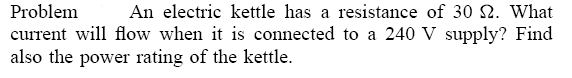 Problem An electric kettle has a resistance of 30 Ω. What
current will flow when it is connected to a 240 V supply? Find
also the power rating of the kettle.